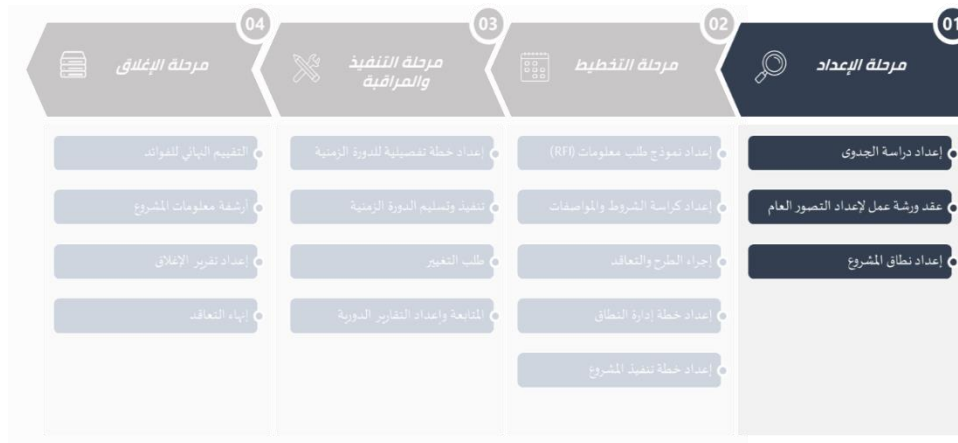 01
مرحلة الإعداد
إعداد دراسة الجدوى
عقد ورشة عمل لإعداد التصور العام
إعداد نطاق المشروع
02
مرحلة التخطيط
إعداد نموذج طلب معلومات (RFI)
إعداد كراسة الشروط والمواصفات
إجراء الطرح والتعاقد
إعداد خطة إدارة النطاق
إعداد خطة تنفيذ المشروع
03
مرحلة التنفيذ
والمراقبة
إعداد خطة تفصيلية للدورة الزمنية
تنفيذ وتسليم الدورة الزمنية
طلب التغيير
المتابعة وإعداد التقارير الدورية
04
مرحلة الإغلاق
التقييم النهائي للفوائد
أرشفة معلومات المشروع
إعداد تقرير الإغلاق
إنهاء التعاقد